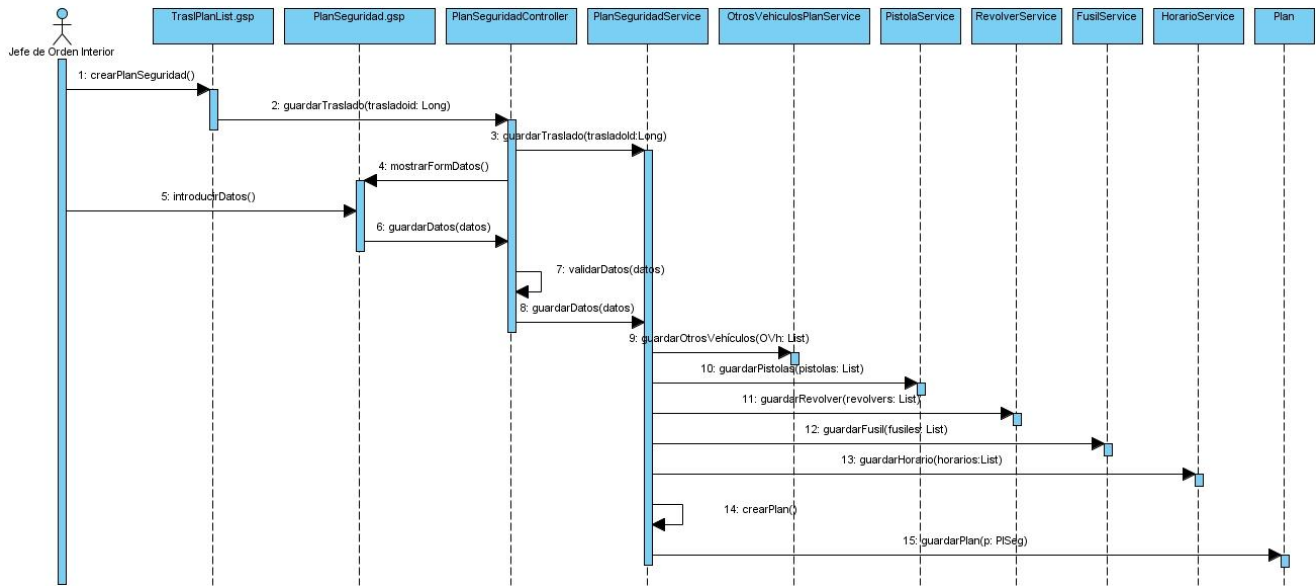 TraslPlanList.gsp
PlanSeguridad.gsp
PlanSeguridadController
PlanSeguridadService
OtrosVehiculosPlanService
PistolaService
RevolverService
FusilService
HorarioService
Plan
Jefe de Orden Interior
1: crearPlanSeguridad()
2: guardarTraslado(trasladoid: Long)
3: guardarTraslado(trasladoId:Long)
4: mostrarFormDatos()
5: introducirDatos()
6: guardarDatos(datos)
7: validarDatos(datos)
8: guardarDatos(datos)
9: guardarOtrosVehículos(OVh: List)
10: guardarPistolas(pistolas: List)
11: guardarRevolver(revolvers: List)
12: guardarFusil(fusiles: List)
13: guardarHorario(horarios:List)
14: crearPlan()
15: guardarPlan(p: PlSeg)